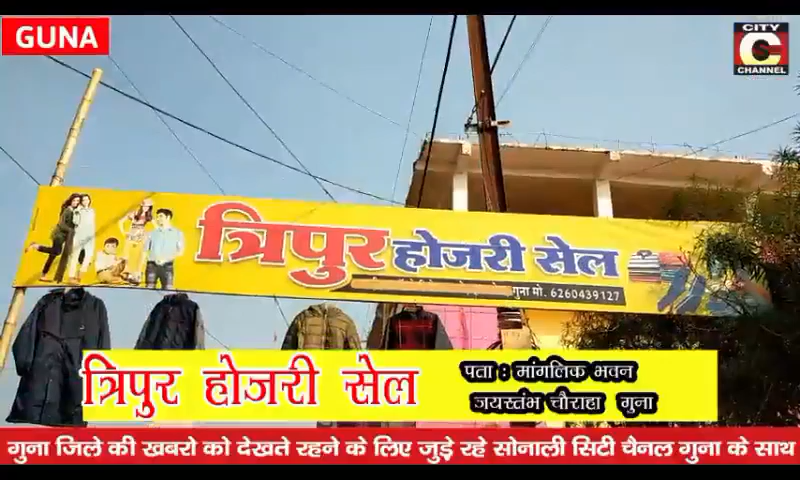 GUNA
CITY
CHANNEL
त्रिपुर होजरी सेल
गुना मो. 6260439127
त्रिपुर होजरी सेल
पता : मांगलिक भवन
जयस्तंभ चौराहा गुना
गुना जिले की खबरो को देखते रहने के लिए जुड़े रहे सोनाली सिटी चैनल गुना के साथ